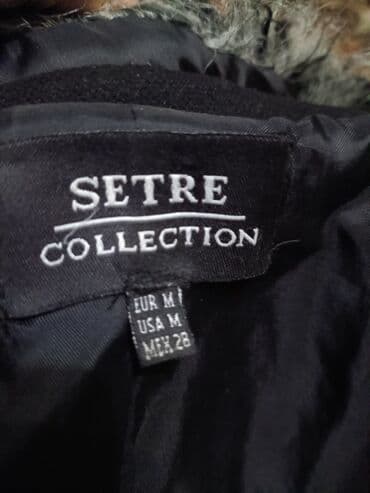 SETRE
COLLECTION
EUR M
USA M
MEX 28